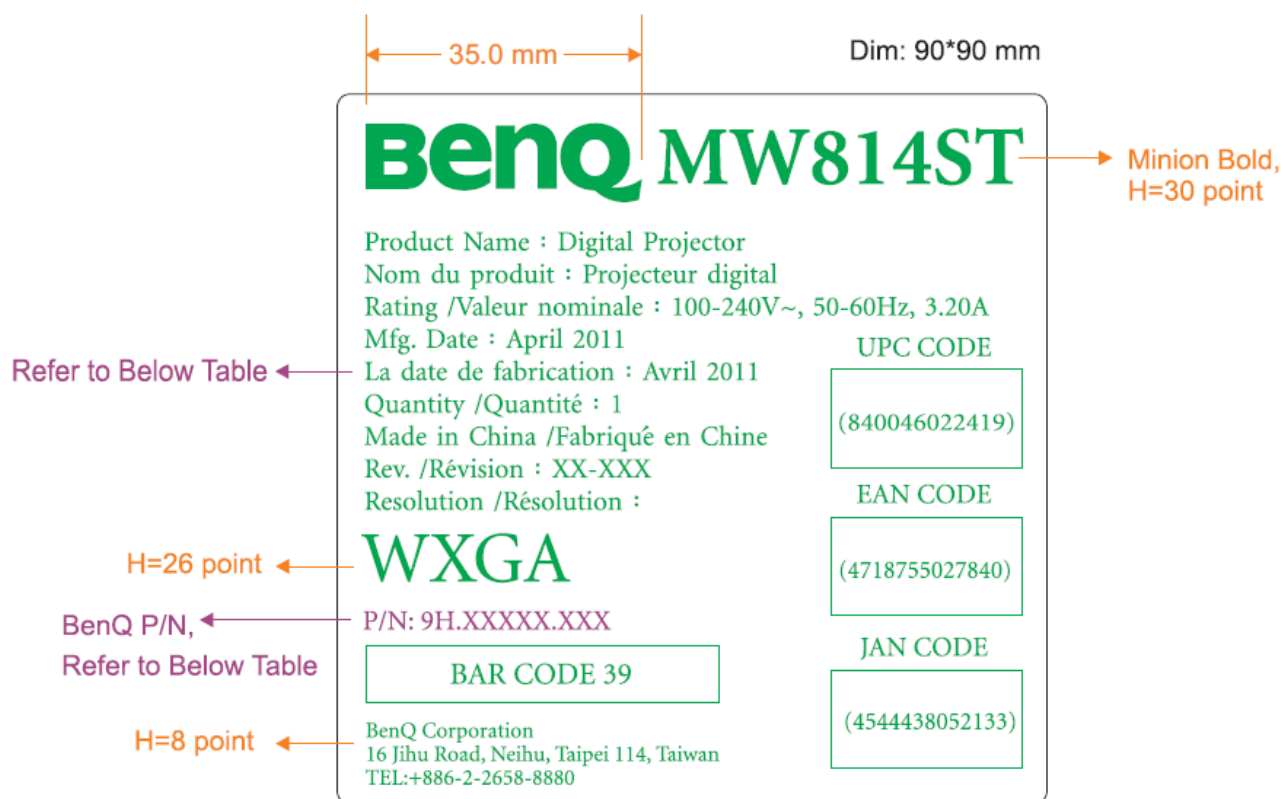 35.0 mm
Dim: 90*90 mm
BenQ MW814ST
Minion Bold,
H=30 point
Product Name : Digital Projector
Nom du produit : Projecteur digital
Rating /Valeur nominale : 100-240V~, 50-60Hz, 3.20A
Mfg. Date : April 2011
Refer to Below Table
La date de fabrication : Avril 2011
Quantity /Quantité : 1
Made in China /Fabriqué en Chine
Rev. /Révision : XX-XXX
Resolution /Résolution :
UPC CODE
(840046022419)
EAN CODE
(4718755027840)
JAN CODE
(4544438052133)
H=26 point
WXGA
BenQ P/N,
Refer to Below Table
P/N: 9H.XXXXX.XXX
BAR CODE 39
H=8 point
BenQ Corporation
16 Jihu Road, Neihu, Taipei 114, Taiwan
TEL:+886-2-2658-8880